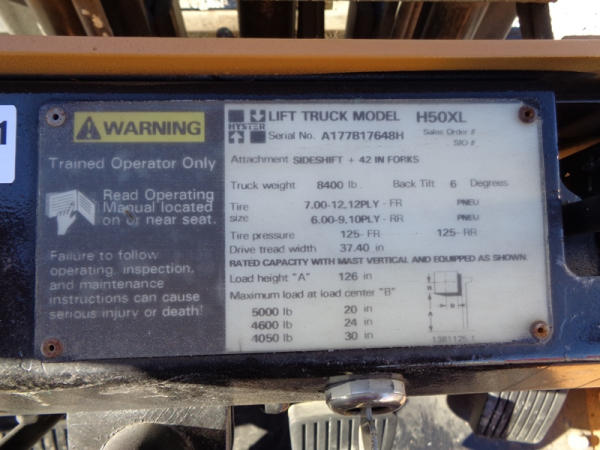 1
WARNING
Trained Operator Only
Read Operating
Manual located
on or near seat.
Failure to follow
operating, inspection,
and maintenance
instructions can cause
serious injury or death!
HYSTER
LIFT TRUCK MODEL H50XL
Serial No. A177B17648H Sales Order #
SIO #
Attachment SIDESHIFT + 42 IN FORKS
Truck weight 8400 lb. Back Tilt 6 Degrees
Tire 7.00-12,12PLY - FR PNEU
size 6.00-9,10PLY - RR PNEU
Tire pressure 125- FR 125- RR
Drive tread width 37.40 in
RATED CAPACITY WITH MAST VERTICAL AND EQUIPPED AS SHOWN.
Load height "A" 126 in
Maximum load at load center "B"
5000 lb 20 in
4600 lb 24 in
4050 lb 30 in
B
B
A
1381125